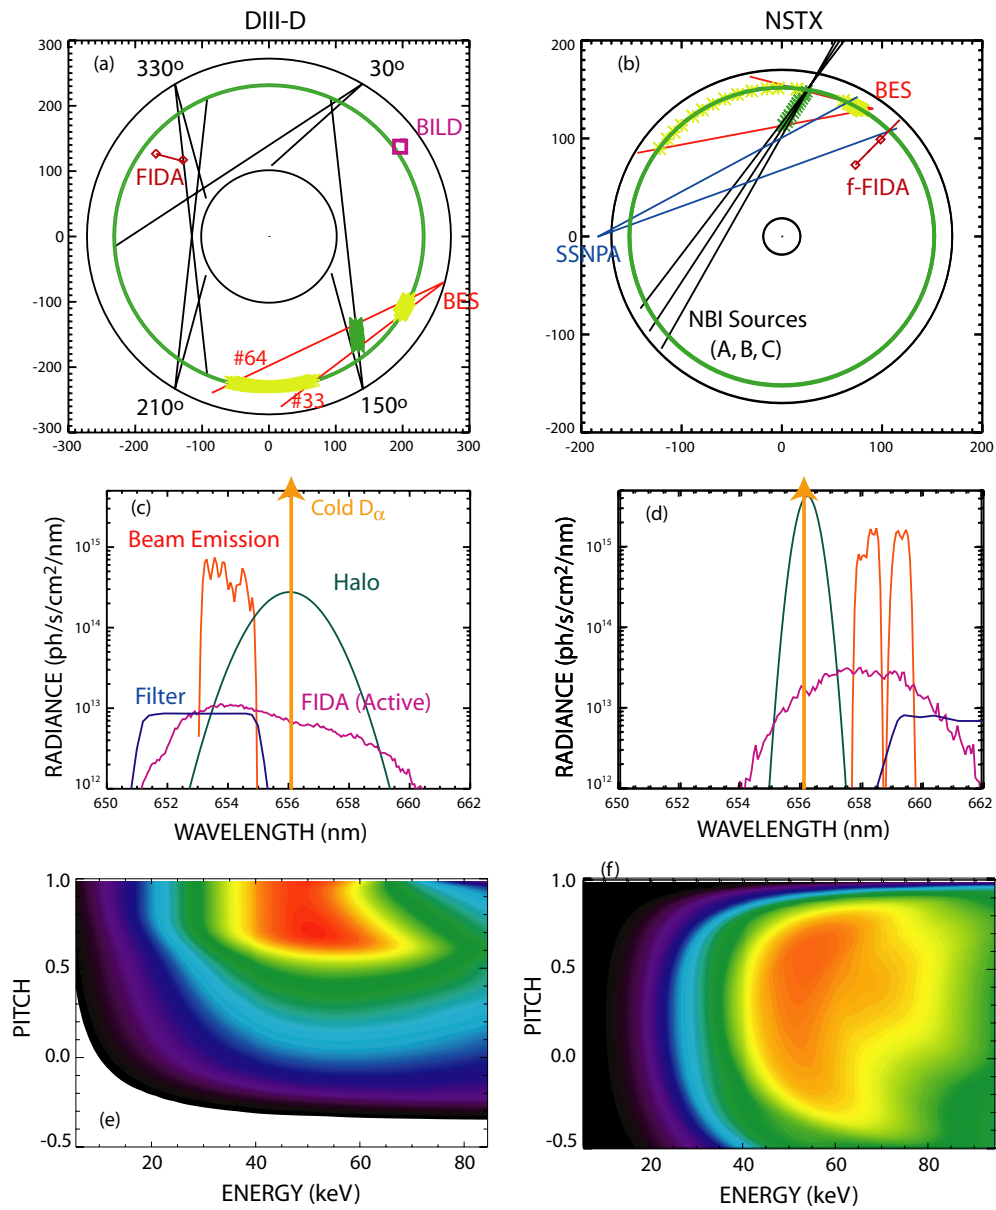 DIII-D
NSTX
300
200
100
0
-100
-200
-300
(a)
330º
30º
BILD
FIDA
BES
#64
#33
210º
150º
-300
-200
-100
0
100
200
300
200
100
0
-100
-200
(b)
BES
f-FIDA
SSNPA
NBI Sources
(A, B, C)
-200
-100
0
100
200
RADIANCE (ph/s/cm²/nm)
10¹⁵
10¹⁴
10¹³
10¹²
(c)
Cold Dα
Beam Emission
Halo
Filter
FIDA (Active)
650
652
654
656
658
660
662
WAVELENGTH (nm)
RADIANCE (ph/s/cm²/nm)
10¹⁵
10¹⁴
10¹³
10¹²
(d)
650
652
654
656
658
660
662
WAVELENGTH (nm)
PITCH
1.0
0.5
0.0
-0.5
(e)
20
40
60
80
ENERGY (keV)
(f)
PITCH
1.0
0.5
0.0
-0.5
20
40
60
80
ENERGY (keV)